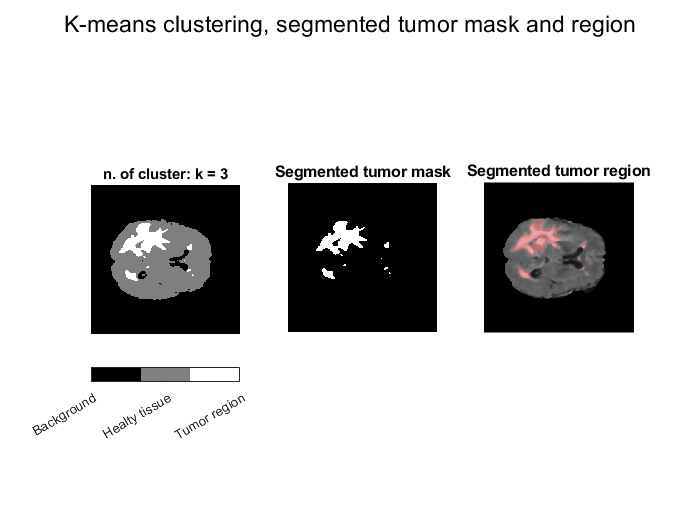 K-means clustering, segmented tumor mask and region
n. of cluster: k = 3
Segmented tumor mask
Segmented tumor region
Background
Healty tissue
Tumor region